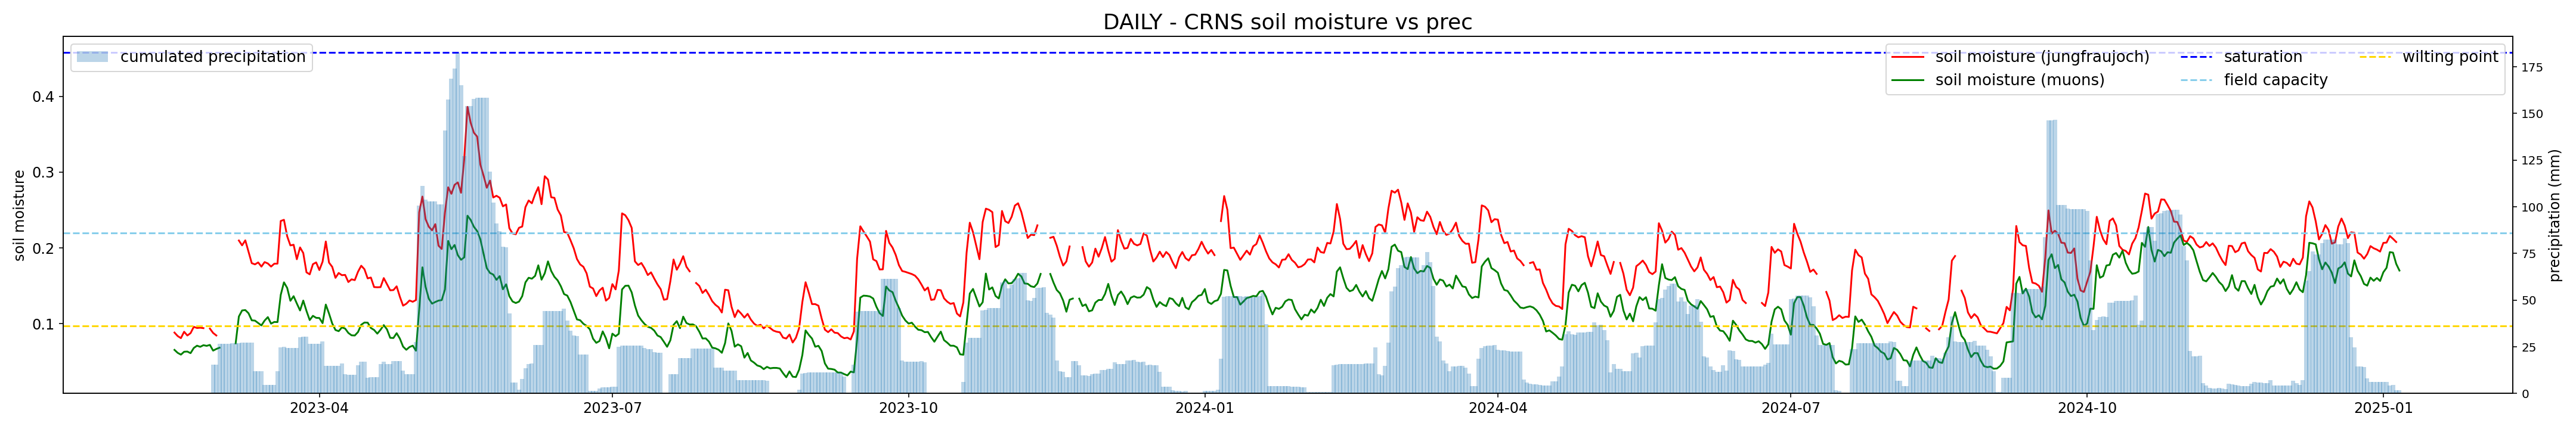 DAILY - CRNS soil moisture vs prec
cumulated precipitation
soil moisture (jungfraujoch)
soil moisture (muons)
saturation
field capacity
wilting point
soil moisture
0.4
0.3
0.2
0.1
175
150
125
100
75
50
25
0
precipitation (mm)
2023-04
2023-07
2023-10
2024-01
2024-04
2024-07
2024-10
2025-01